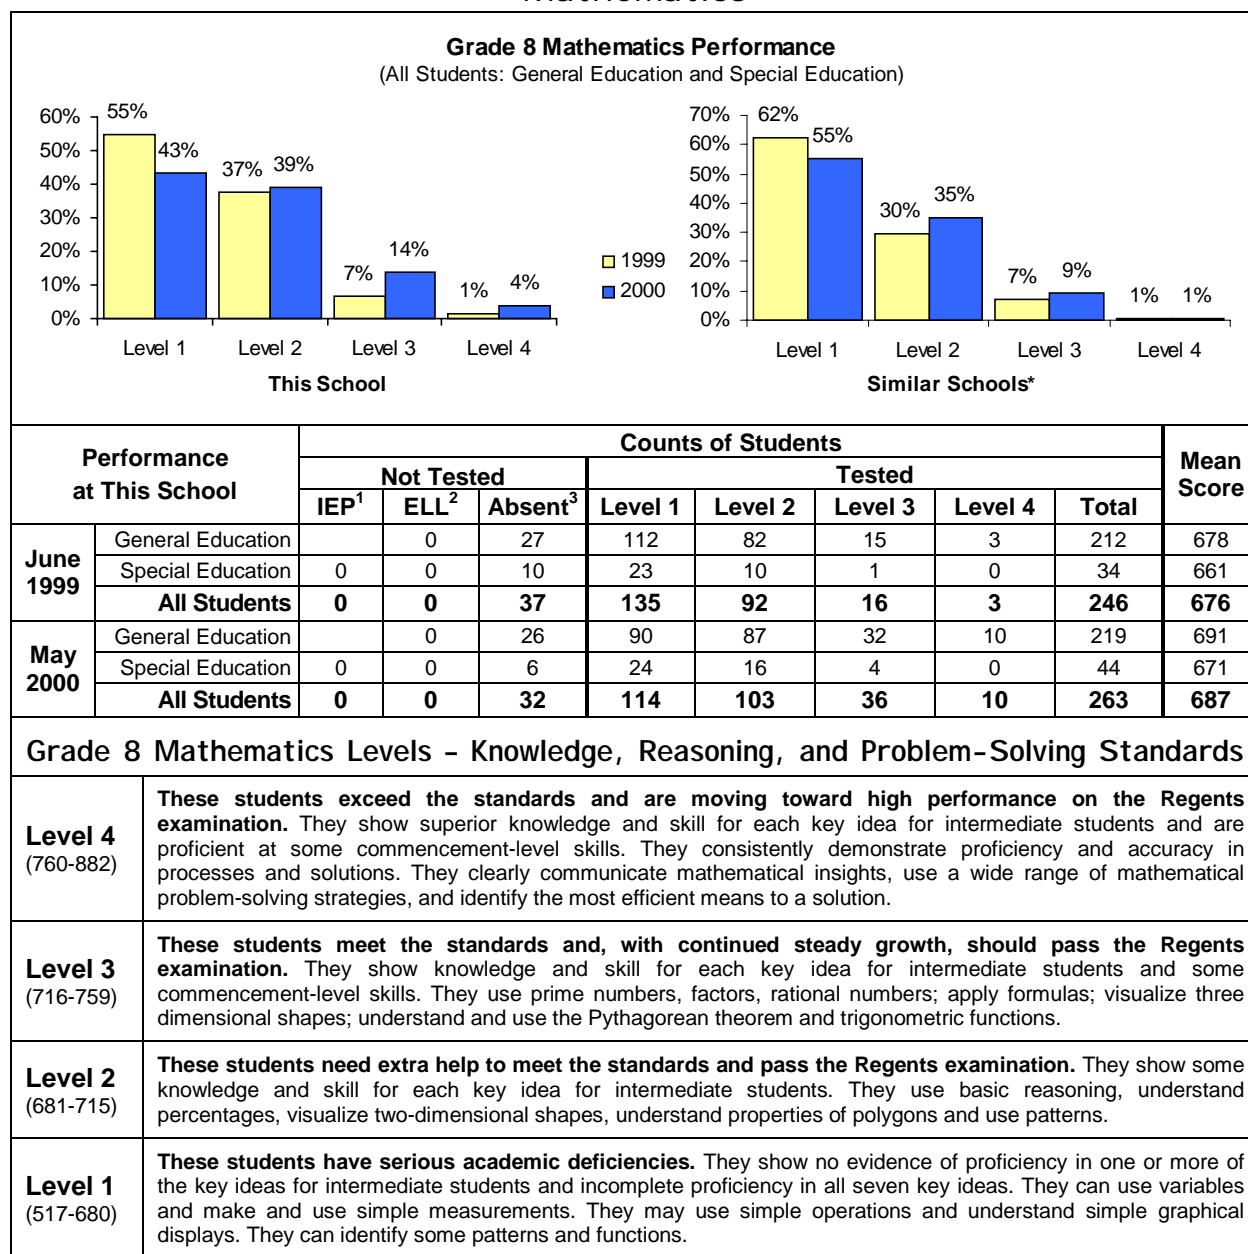 Mathematics
Grade 8 Mathematics Performance
(All Students: General Education and Special Education)
60%
50%
40%
30%
20%
10%
0%
55%
43%
37%
39%
7%
14%
1%
4%
Level 1
Level 2
Level 3
Level 4
This School
1999
2000
70%
60%
50%
40%
30%
20%
10%
0%
62%
55%
30%
35%
7%
9%
1%
1%
Level 1
Level 2
Level 3
Level 4
Similar Schools*
Performance at This School
Counts of Students
Mean Score
Not Tested
Tested
IEP1 ELL2 Absent3 Level 1 Level 2 Level 3 Level 4 Total
June 1999
General Education 0 27 112 82 15 3 212 678
Special Education 0 0 10 23 10 1 0 34 661
All Students 0 0 37 135 92 16 3 246 676
May 2000
General Education 0 26 90 87 32 10 219 691
Special Education 0 0 6 24 16 4 0 44 671
All Students 0 0 32 114 103 36 10 263 687
Grade 8 Mathematics Levels – Knowledge, Reasoning, and Problem-Solving Standards
Level 4
(760-882)
These students exceed the standards and are moving toward high performance on the Regents
examination. They show superior knowledge and skill for each key idea for intermediate students and are
proficient at some commencement-level skills. They consistently demonstrate proficiency and accuracy in
processes and solutions. They clearly communicate mathematical insights, use a wide range of mathematical
problem-solving strategies, and identify the most efficient means to a solution.
Level 3
(716-759)
These students meet the standards and, with continued steady growth, should pass the Regents
examination. They show knowledge and skill for each key idea for intermediate students and some
commencement-level skills. They use prime numbers, factors, rational numbers; apply formulas; visualize three
dimensional shapes; understand and use the Pythagorean theorem and trigonometric functions.
Level 2
(681-715)
These students need extra help to meet the standards and pass the Regents examination. They show some
knowledge and skill for each key idea for intermediate students. They use basic reasoning, understand
percentages, visualize two-dimensional shapes, understand properties of polygons and use patterns.
Level 1
(517-680)
These students have serious academic deficiencies. They show no evidence of proficiency in one or more of
the key ideas for intermediate students and incomplete proficiency in all seven key ideas. They can use variables
and make and use simple measurements. They may use simple operations and understand simple graphical
displays. They can identify some patterns and functions.